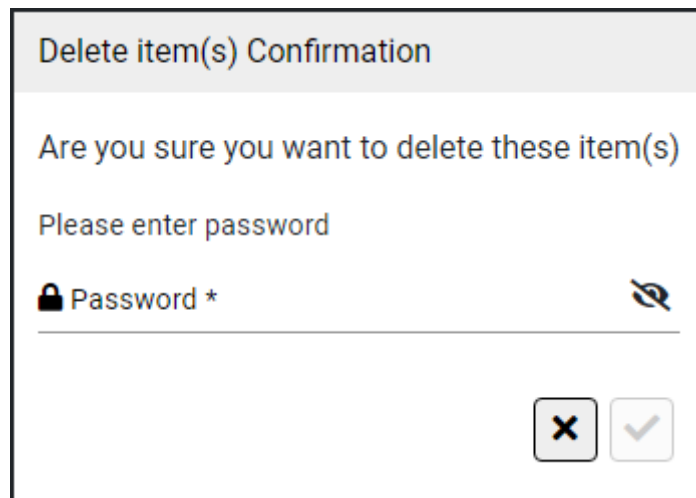 Delete item(s) Confirmation
Are you sure you want to delete these item(s)
Please enter password
Password *